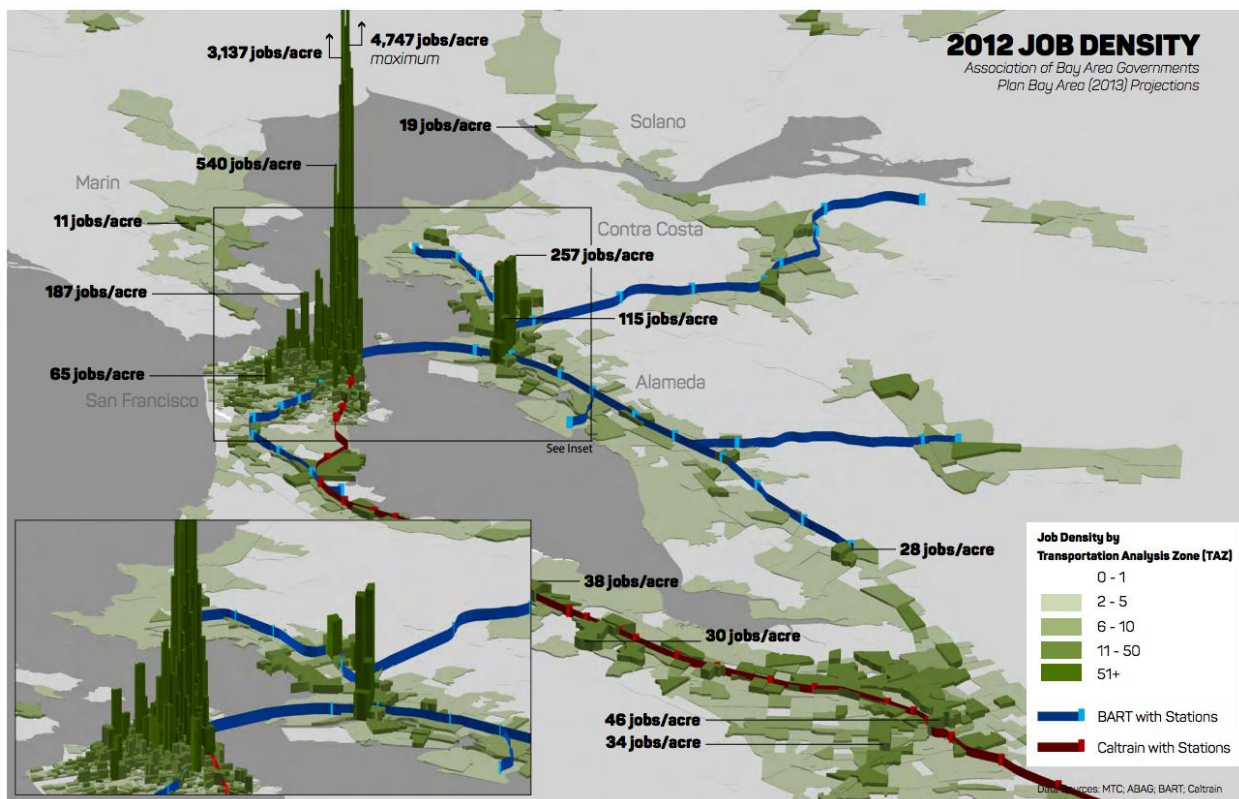 2012 JOB DENSITY
Association of Bay Area Governments
Plan Bay Area (2013) Projections
3,137 jobs/acre
4,747 jobs/acre
maximum
19 jobs/acre
Solano
540 jobs/acre
Marin
11 jobs/acre
Contra Costa
257 jobs/acre
187 jobs/acre
115 jobs/acre
65 jobs/acre
San Francisco
Alameda
See Inset
28 jobs/acre
38 jobs/acre
30 jobs/acre
46 jobs/acre
34 jobs/acre
Job Density by
Transportation Analysis Zone (TAZ)
0 - 1
2 - 5
6 - 10
11 - 50
51+
BART with Stations
Caltrain with Stations
Data Sources: MTC; ABAG; BART; Caltrain